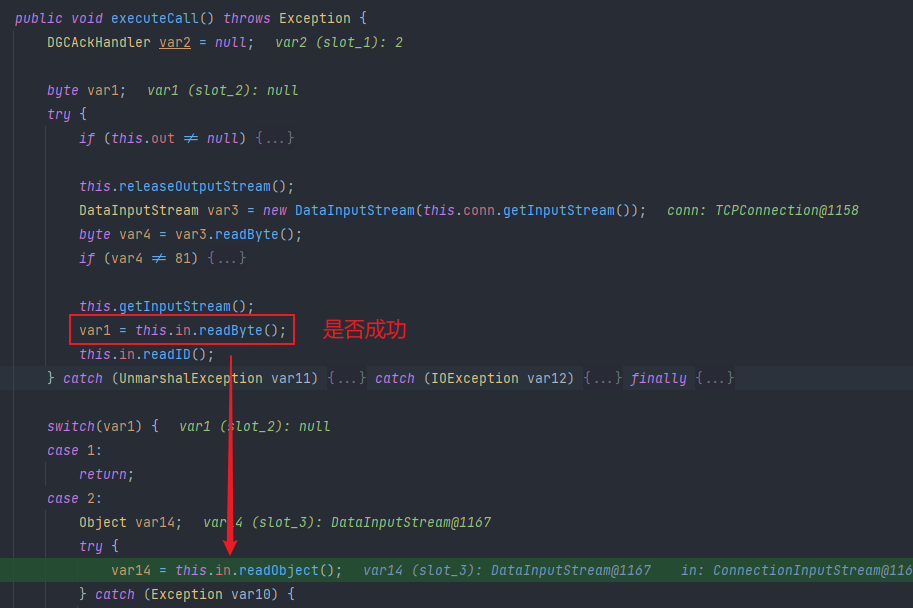 public void executeCall() throws Exception {
DGCAckHandler var2 = null;   var2 (slot_1): 2
byte var1;   var1 (slot_2): null
try {
if (this.out ≠ null) {...}
this.releaseOutputStream();
DataInputStream var3 = new DataInputStream(this.conn.getInputStream());   conn: TCPConnection@1158
byte var4 = var3.readByte();
if (var4 ≠ 81) {...}
this.getInputStream();
var1 = this.in.readByte();   是否成功
this.in.readID();
} catch (UnmarshalException var11) {...} catch (IOException var12) {...} finally {...}
switch(var1) {   var1 (slot_2): null
case 1:
return;
case 2:
Object var14;   var14 (slot_3): DataInputStream@1167
try {
var14 = this.in.readObject();   var14 (slot_3): DataInputStream@1167   in: ConnectionInputStream@116
} catch (Exception var10) {